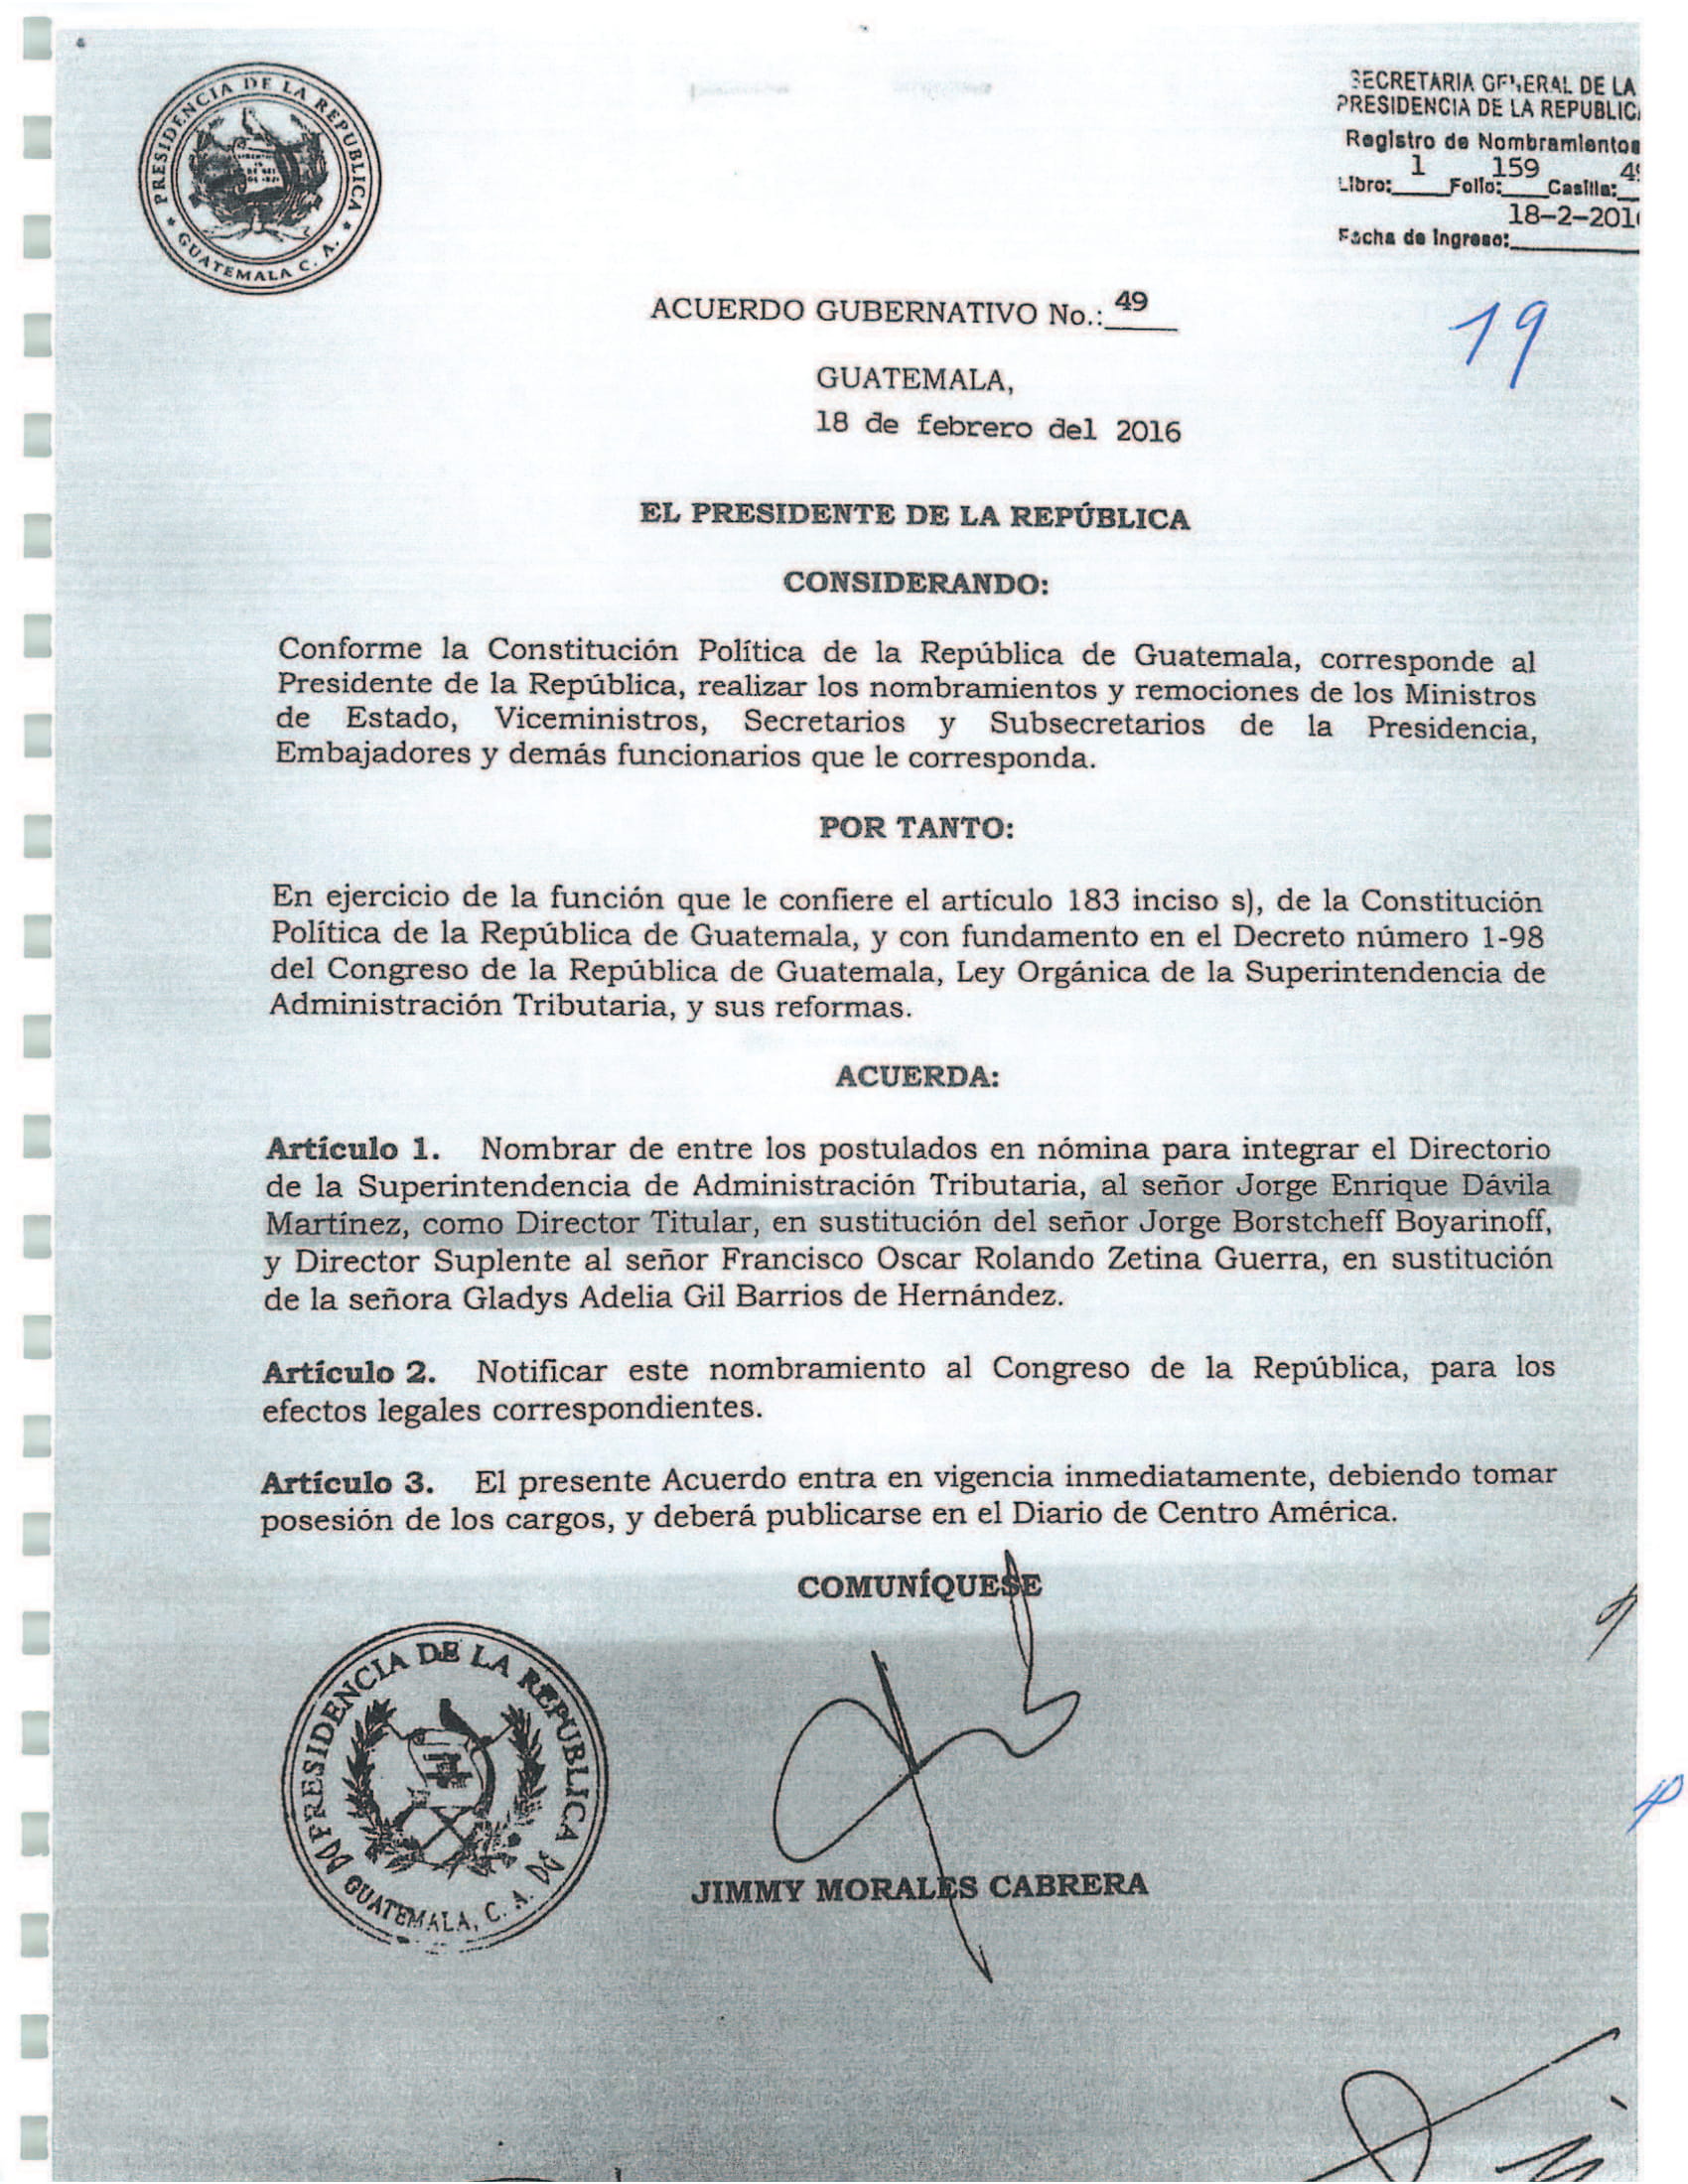 PRESIDENCIA DE LA REPUBLICA
GUATEMALA C. A.
SECRETARIA GENERAL DE LA
PRESIDENCIA DE LA REPUBLIC
Registro de Nombramientos
1 159 4
Libro: Folio: Casilla:
18-2-201
Fecha de Ingreso:
19
ACUERDO GUBERNATIVO No.: 49
GUATEMALA,
18 de febrero del 2016
EL PRESIDENTE DE LA REPÚBLICA
CONSIDERANDO:
Conforme la Constitución Política de la República de Guatemala, corresponde al
Presidente de la República, realizar los nombramientos y remociones de los Ministros
de Estado, Viceministros, Secretarios y Subsecretarios de la Presidencia,
Embajadores y demás funcionarios que le corresponda.
POR TANTO:
En ejercicio de la función que le confiere el artículo 183 inciso s), de la Constitución
Política de la República de Guatemala, y con fundamento en el Decreto número 1-98
del Congreso de la República de Guatemala, Ley Orgánica de la Superintendencia de
Administración Tributaria, y sus reformas.
ACUERDA:
Artículo 1. Nombrar de entre los postulados en nómina para integrar el Directorio
de la Superintendencia de Administración Tributaria, al señor Jorge Enrique Dávila
Martínez, como Director Titular, en sustitución del señor Jorge Borstcheff Boyarinoff,
y Director Suplente al señor Francisco Oscar Rolando Zetina Guerra, en sustitución
de la señora Gladys Adelia Gil Barrios de Hernández.
Artículo 2. Notificar este nombramiento al Congreso de la República, para los
efectos legales correspondientes.
Artículo 3. El presente Acuerdo entra en vigencia inmediatamente, debiendo tomar
posesión de los cargos, y deberá publicarse en el Diario de Centro América.
COMUNÍQUESE
PRESIDENCIA DE LA REPUBLICA
GUATEMALA, C. A.
JIMMY MORALES CABRERA